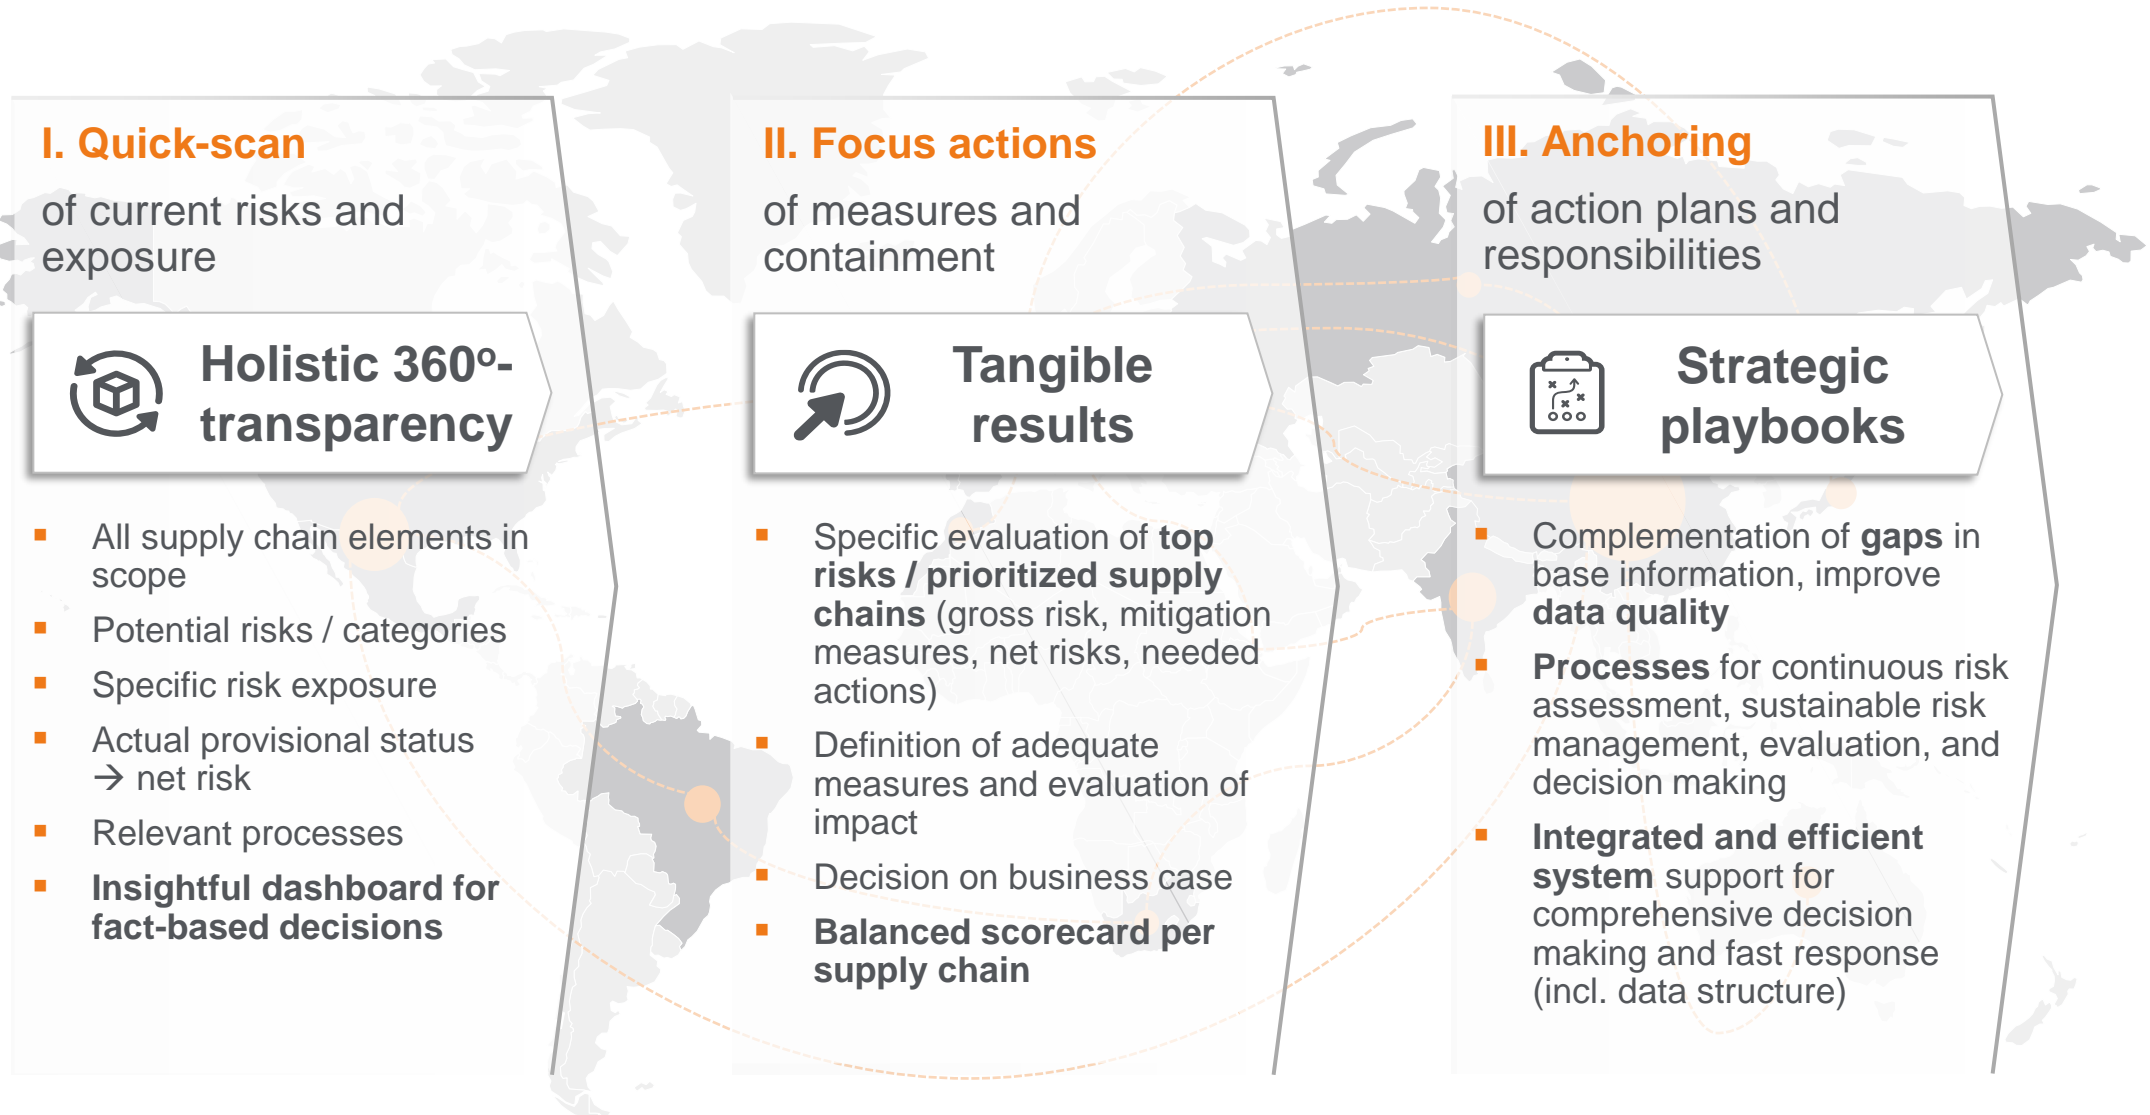 I. Quick-scan
of current risks and
exposure
Holistic 360º-
transparency
▪ All supply chain elements in
scope
▪ Potential risks / categories
▪ Specific risk exposure
▪ Actual provisional status
→ net risk
▪ Relevant processes
▪ Insightful dashboard for
fact-based decisions
II. Focus actions
of measures and
containment
Tangible
results
▪ Specific evaluation of top
risks / prioritized supply
chains (gross risk, mitigation
measures, net risks, needed
actions)
▪ Definition of adequate
measures and evaluation of
impact
▪ Decision on business case
▪ Balanced scorecard per
supply chain
III. Anchoring
of action plans and
responsibilities
Strategic
playbooks
▪ Complementation of gaps in
base information, improve
data quality
▪ Processes for continuous risk
assessment, sustainable risk
management, evaluation, and
decision making
▪ Integrated and efficient
system support for
comprehensive decision
making and fast response
(incl. data structure)